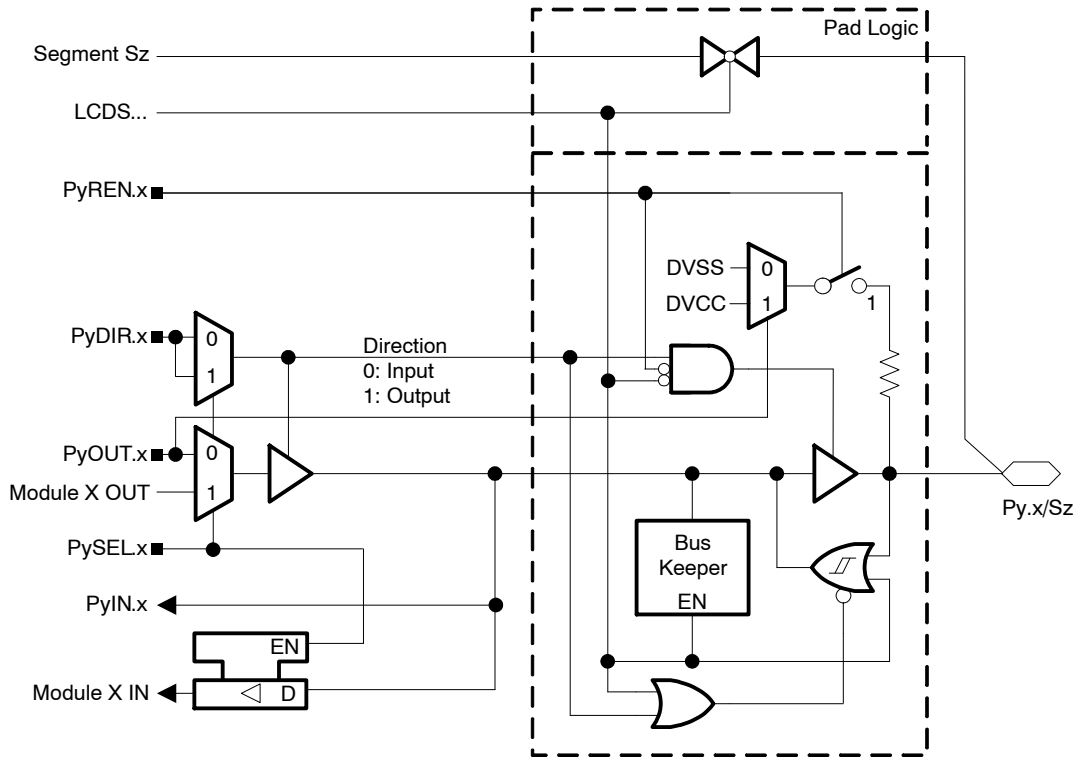 Pad Logic
Segment Sz
LCDS...
PyREN.x
DVSS
0
DVCC
1
1
PyDIR.x
0
1
Direction
0: Input
1: Output
PyOUT.x
0
Module X OUT
1
Py.x/Sz
PySEL.x
Bus
Keeper
EN
PyIN.x
EN
Module X IN
D